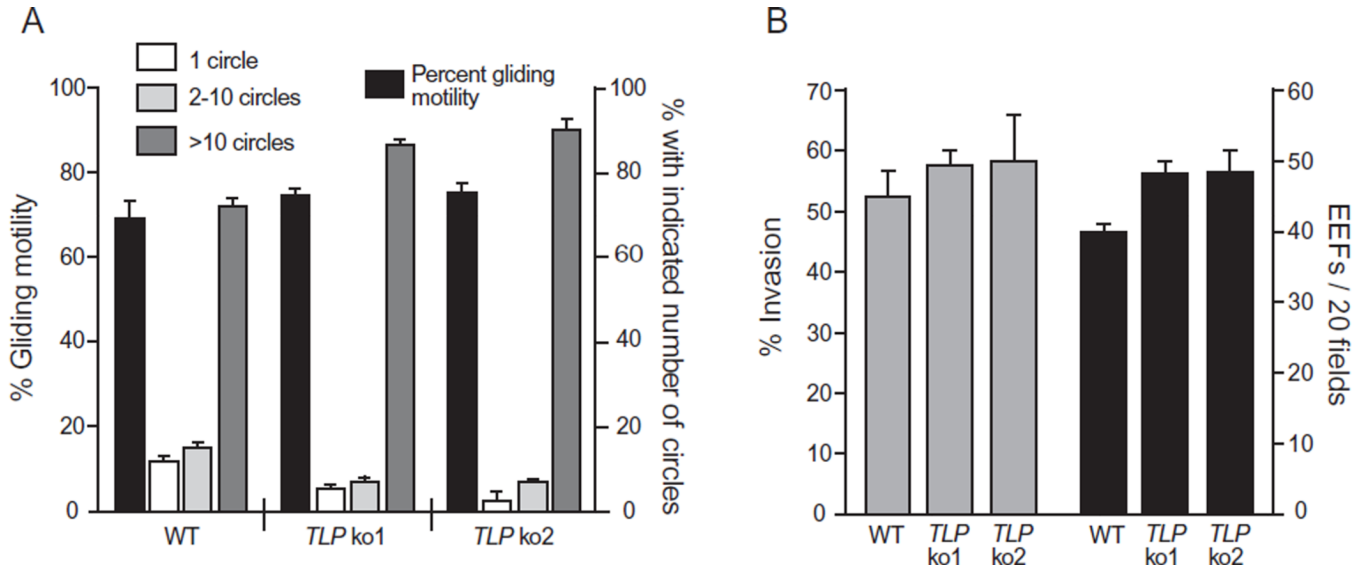 A
1 circle
2-10 circles
>10 circles
Percent gliding
motility
100
80
60
40
20
0
% Gliding motility
100
80
60
40
20
0
% with indicated number of circles
WT
TLP ko1
TLP ko2
B
70
60
50
40
30
20
10
0
% Invasion
60
50
40
30
20
10
0
EEFs / 20 fields
WT
TLP
ko1
TLP
ko2
WT
TLP
ko1
TLP
ko2